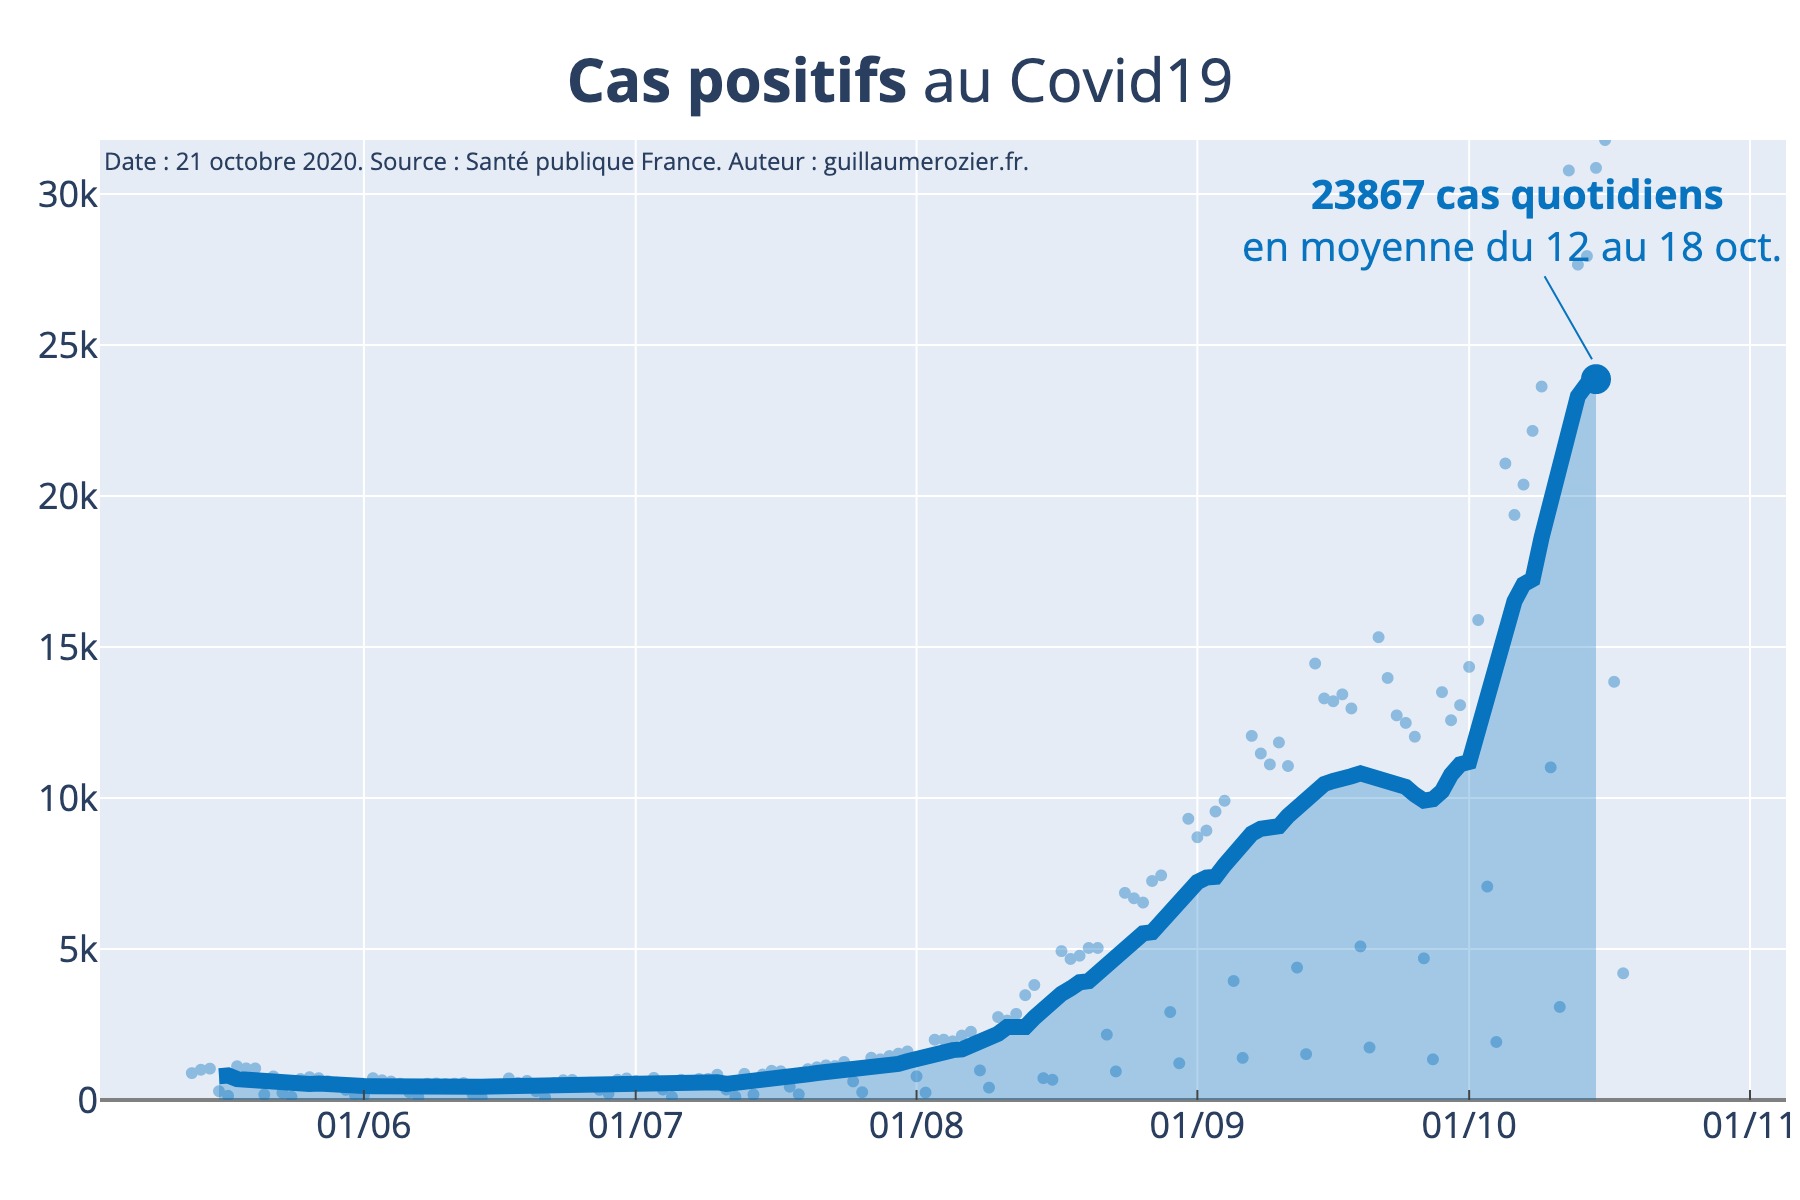 Cas positifs au Covid19
Date : 21 octobre 2020. Source : Santé publique France. Auteur : guillaumerozier.fr.
30k
23867 cas quotidiens
en moyenne du 12 au 18 oct.
25k
20k
15k
10k
5k
0
01/06 01/07 01/08 01/09 01/10 01/11